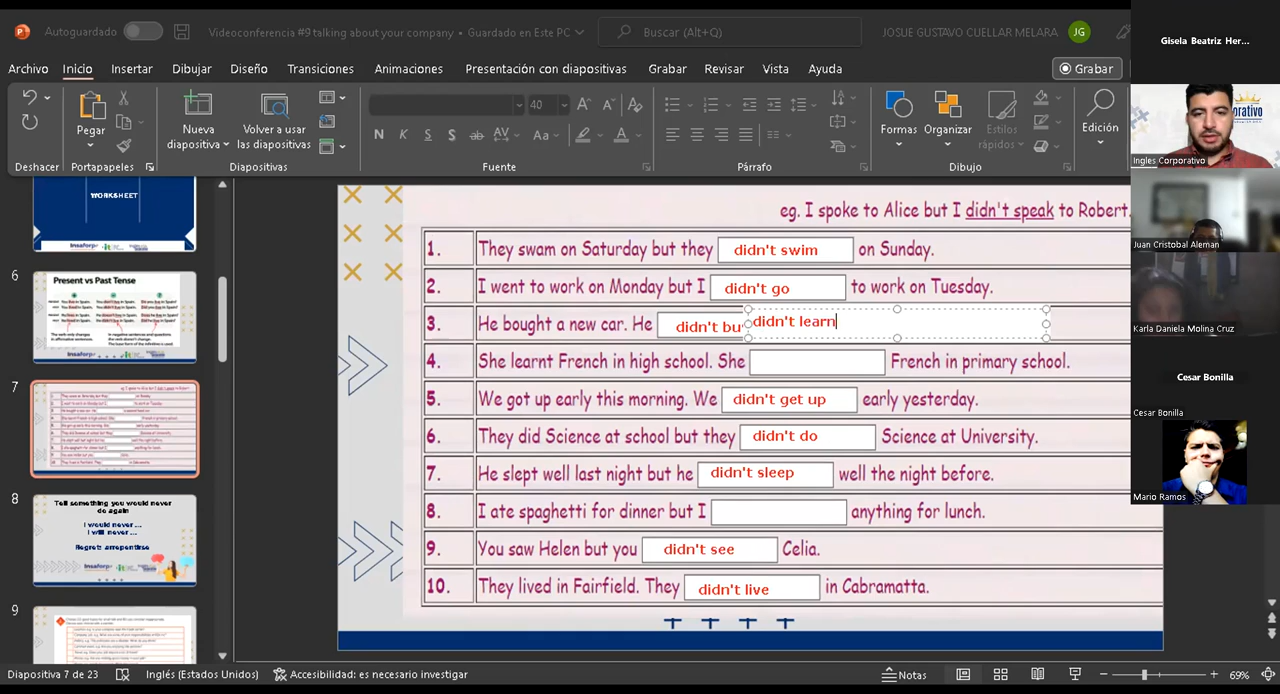 Autoguardado
Videoconferencia #9 talking about your company • Guardado en Este PC
Buscar (Alt+Q)
JOSUE GUSTAVO CUELLAR MELARA
JG
Archivo Inicio Insertar Dibujar Diseño Transiciones Animaciones Presentación con diapositivas Grabar Revisar Vista Ayuda
Grabar
Pegar
Nueva diapositiva
Volver a usar las diapositivas
40
Formas
Organizar
Estilos rápidos
Edición
Deshacer
Portapapeles
Diapositivas
Fuente
Párrafo
Dibujo
WORKSHEET
6
Present vs Past Tense
7
8
Tell something you would never
do again
I would never ...
I will never ...
Regret: arrepentirse
9
eg. I spoke to Alice but I didn't speak to Robert.
1. They swam on Saturday but they didn't swim on Sunday.
2. I went to work on Monday but I didn't go to work on Tuesday.
3. He bought a new car. He didn't bu
didn't learn
4. She leant French in high school. She French in primary school.
5. We got up early this morning. We didn't get up early yesterday.
6. They did Science at school but they didn't do Science at University.
7. He slept well last night but he didn't sleep well the night before.
8. I ate spaghetti for dinner but I anything for lunch.
9. You saw Helen but you didn't see Celia.
10. They lived in Fairfield. They didn't live in Cabramatta.
Gisela Beatriz Her...
Ingles Corporativo
Juan Cristobal Aleman
Karla Daniela Molina Cruz
Cesar Bonilla
Cesar Bonilla
Mario Ramos
Diapositiva 7 de 23
Inglés (Estados Unidos)
Accesibilidad: es necesario investigar
Notas
69%